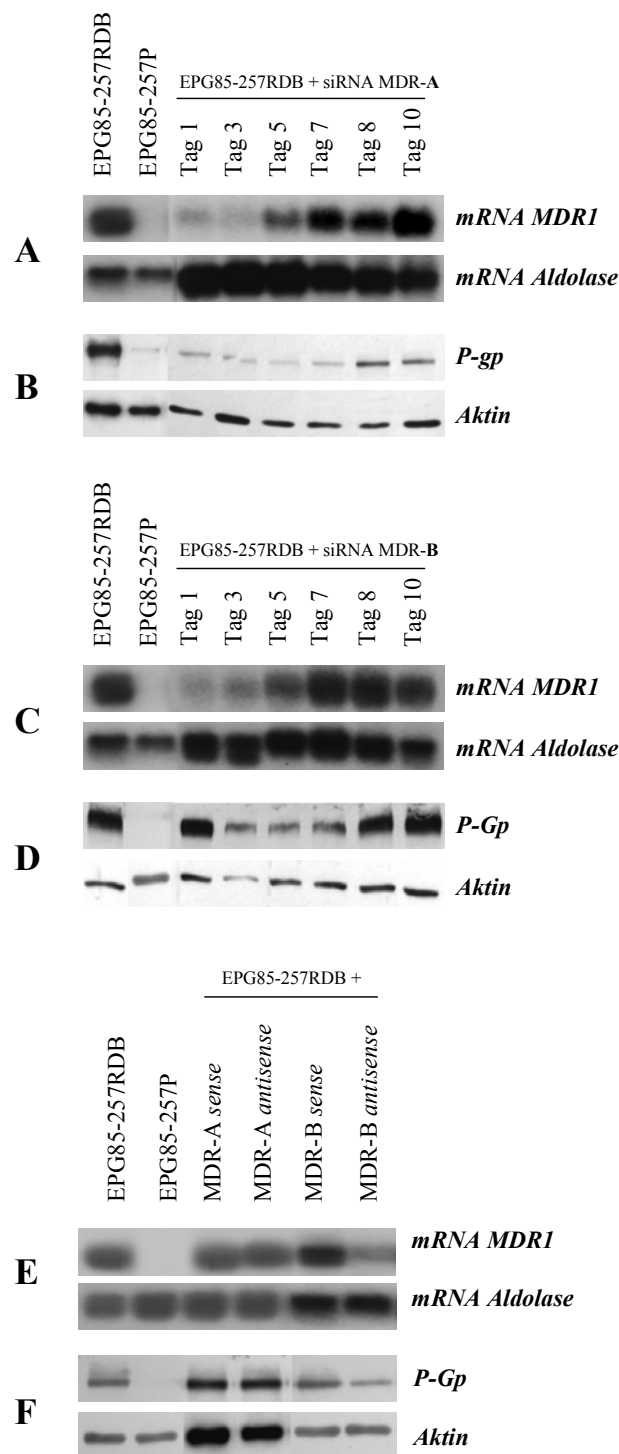 EPG85-257RDB
EPG85-257P
EPG85-257RDB + siRNA MDR-A
Tag 1
Tag 3
Tag 5
Tag 7
Tag 8
Tag 10
A
mRNA MDR1
mRNA Aldolase
B
P-gp
Aktin
EPG85-257RDB
EPG85-257P
EPG85-257RDB + siRNA MDR-B
Tag 1
Tag 3
Tag 5
Tag 7
Tag 8
Tag 10
C
mRNA MDR1
mRNA Aldolase
D
P-Gp
Aktin
EPG85-257RDB +
EPG85-257RDB
EPG85-257P
MDR-A sense
MDR-A antisense
MDR-B sense
MDR-B antisense
E
mRNA MDR1
mRNA Aldolase
F
P-Gp
Aktin